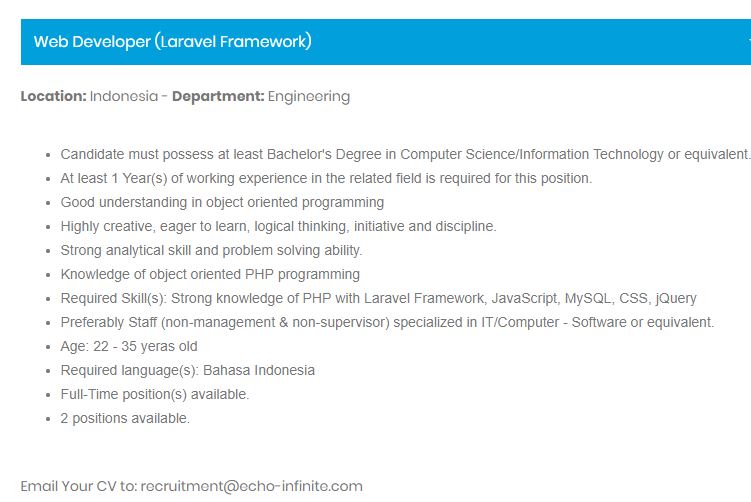 Web Developer (Laravel Framework)
Location: Indonesia - Department: Engineering
• Candidate must possess at least Bachelor's Degree in Computer Science/Information Technology or equivalent.
• At least 1 Year(s) of working experience in the related field is required for this position.
• Good understanding in object oriented programming
• Highly creative, eager to learn, logical thinking, initiative and discipline.
• Strong analytical skill and problem solving ability.
• Knowledge of object oriented PHP programming
• Required Skill(s): Strong knowledge of PHP with Laravel Framework, JavaScript, MySQL, CSS, jQuery
• Preferably Staff (non-management & non-supervisor) specialized in IT/Computer - Software or equivalent.
• Age: 22 - 35 yeras old
• Required language(s): Bahasa Indonesia
• Full-Time position(s) available.
• 2 positions available.
Email Your CV to: recruitment@echo-infinite.com